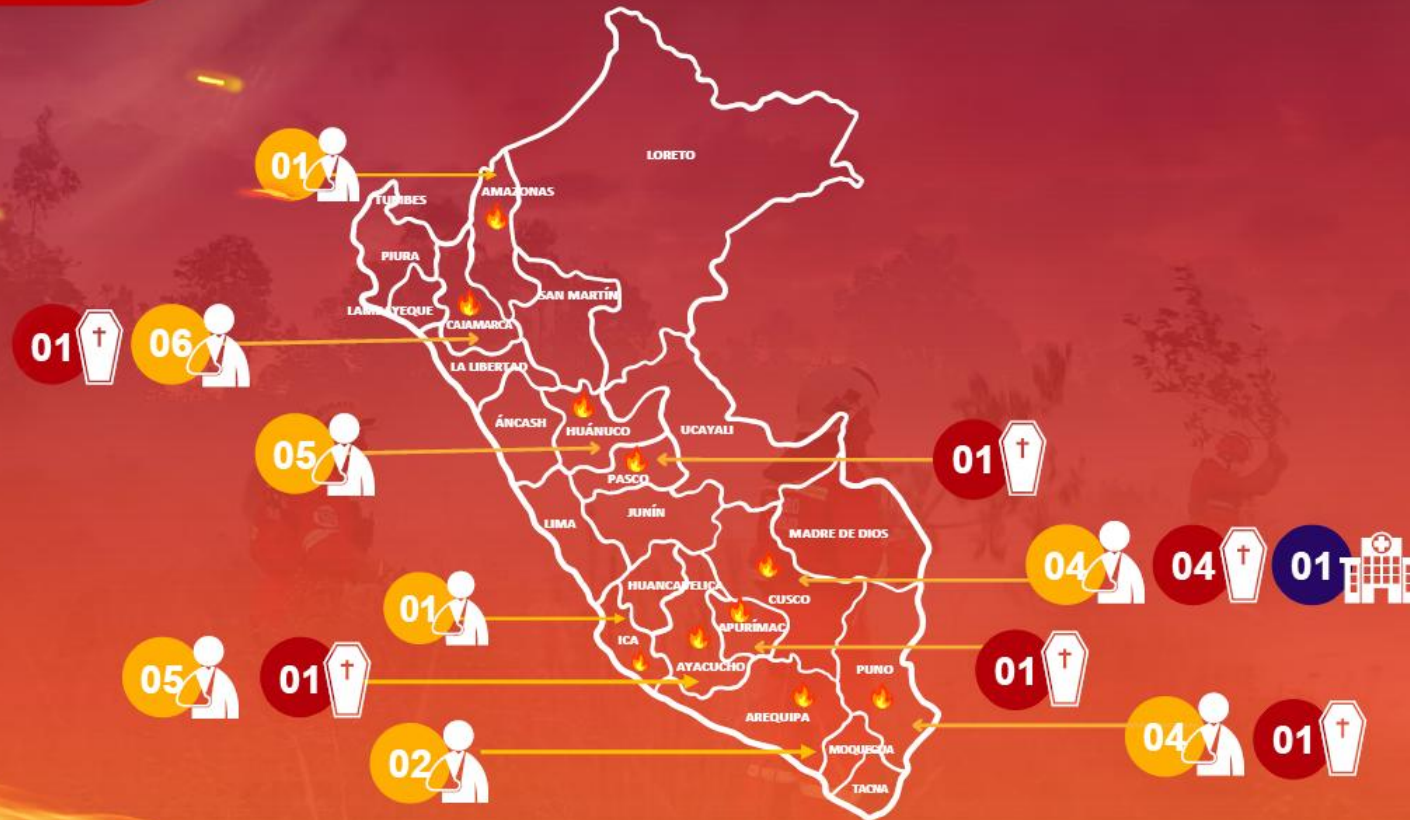 LORETO
01
AMAZONAS
TUMBES
PIURA
SAN MARTÍN
LAMBAYEQUE
CAJAMARCA
01
06
LA LIBERTAD
ÁNCASH
HUÁNUCO
UCAYALI
05
01
PASCO
JUNÍN
LIMA
MADRE DE DIOS
04
04
01
HUANCAVELICA
CUSCO
01
APURÍMAC
ICA
AYACUCHO
PUNO
01
05
01
AREQUIPA
04
01
MOQUEGUA
02
TACNA